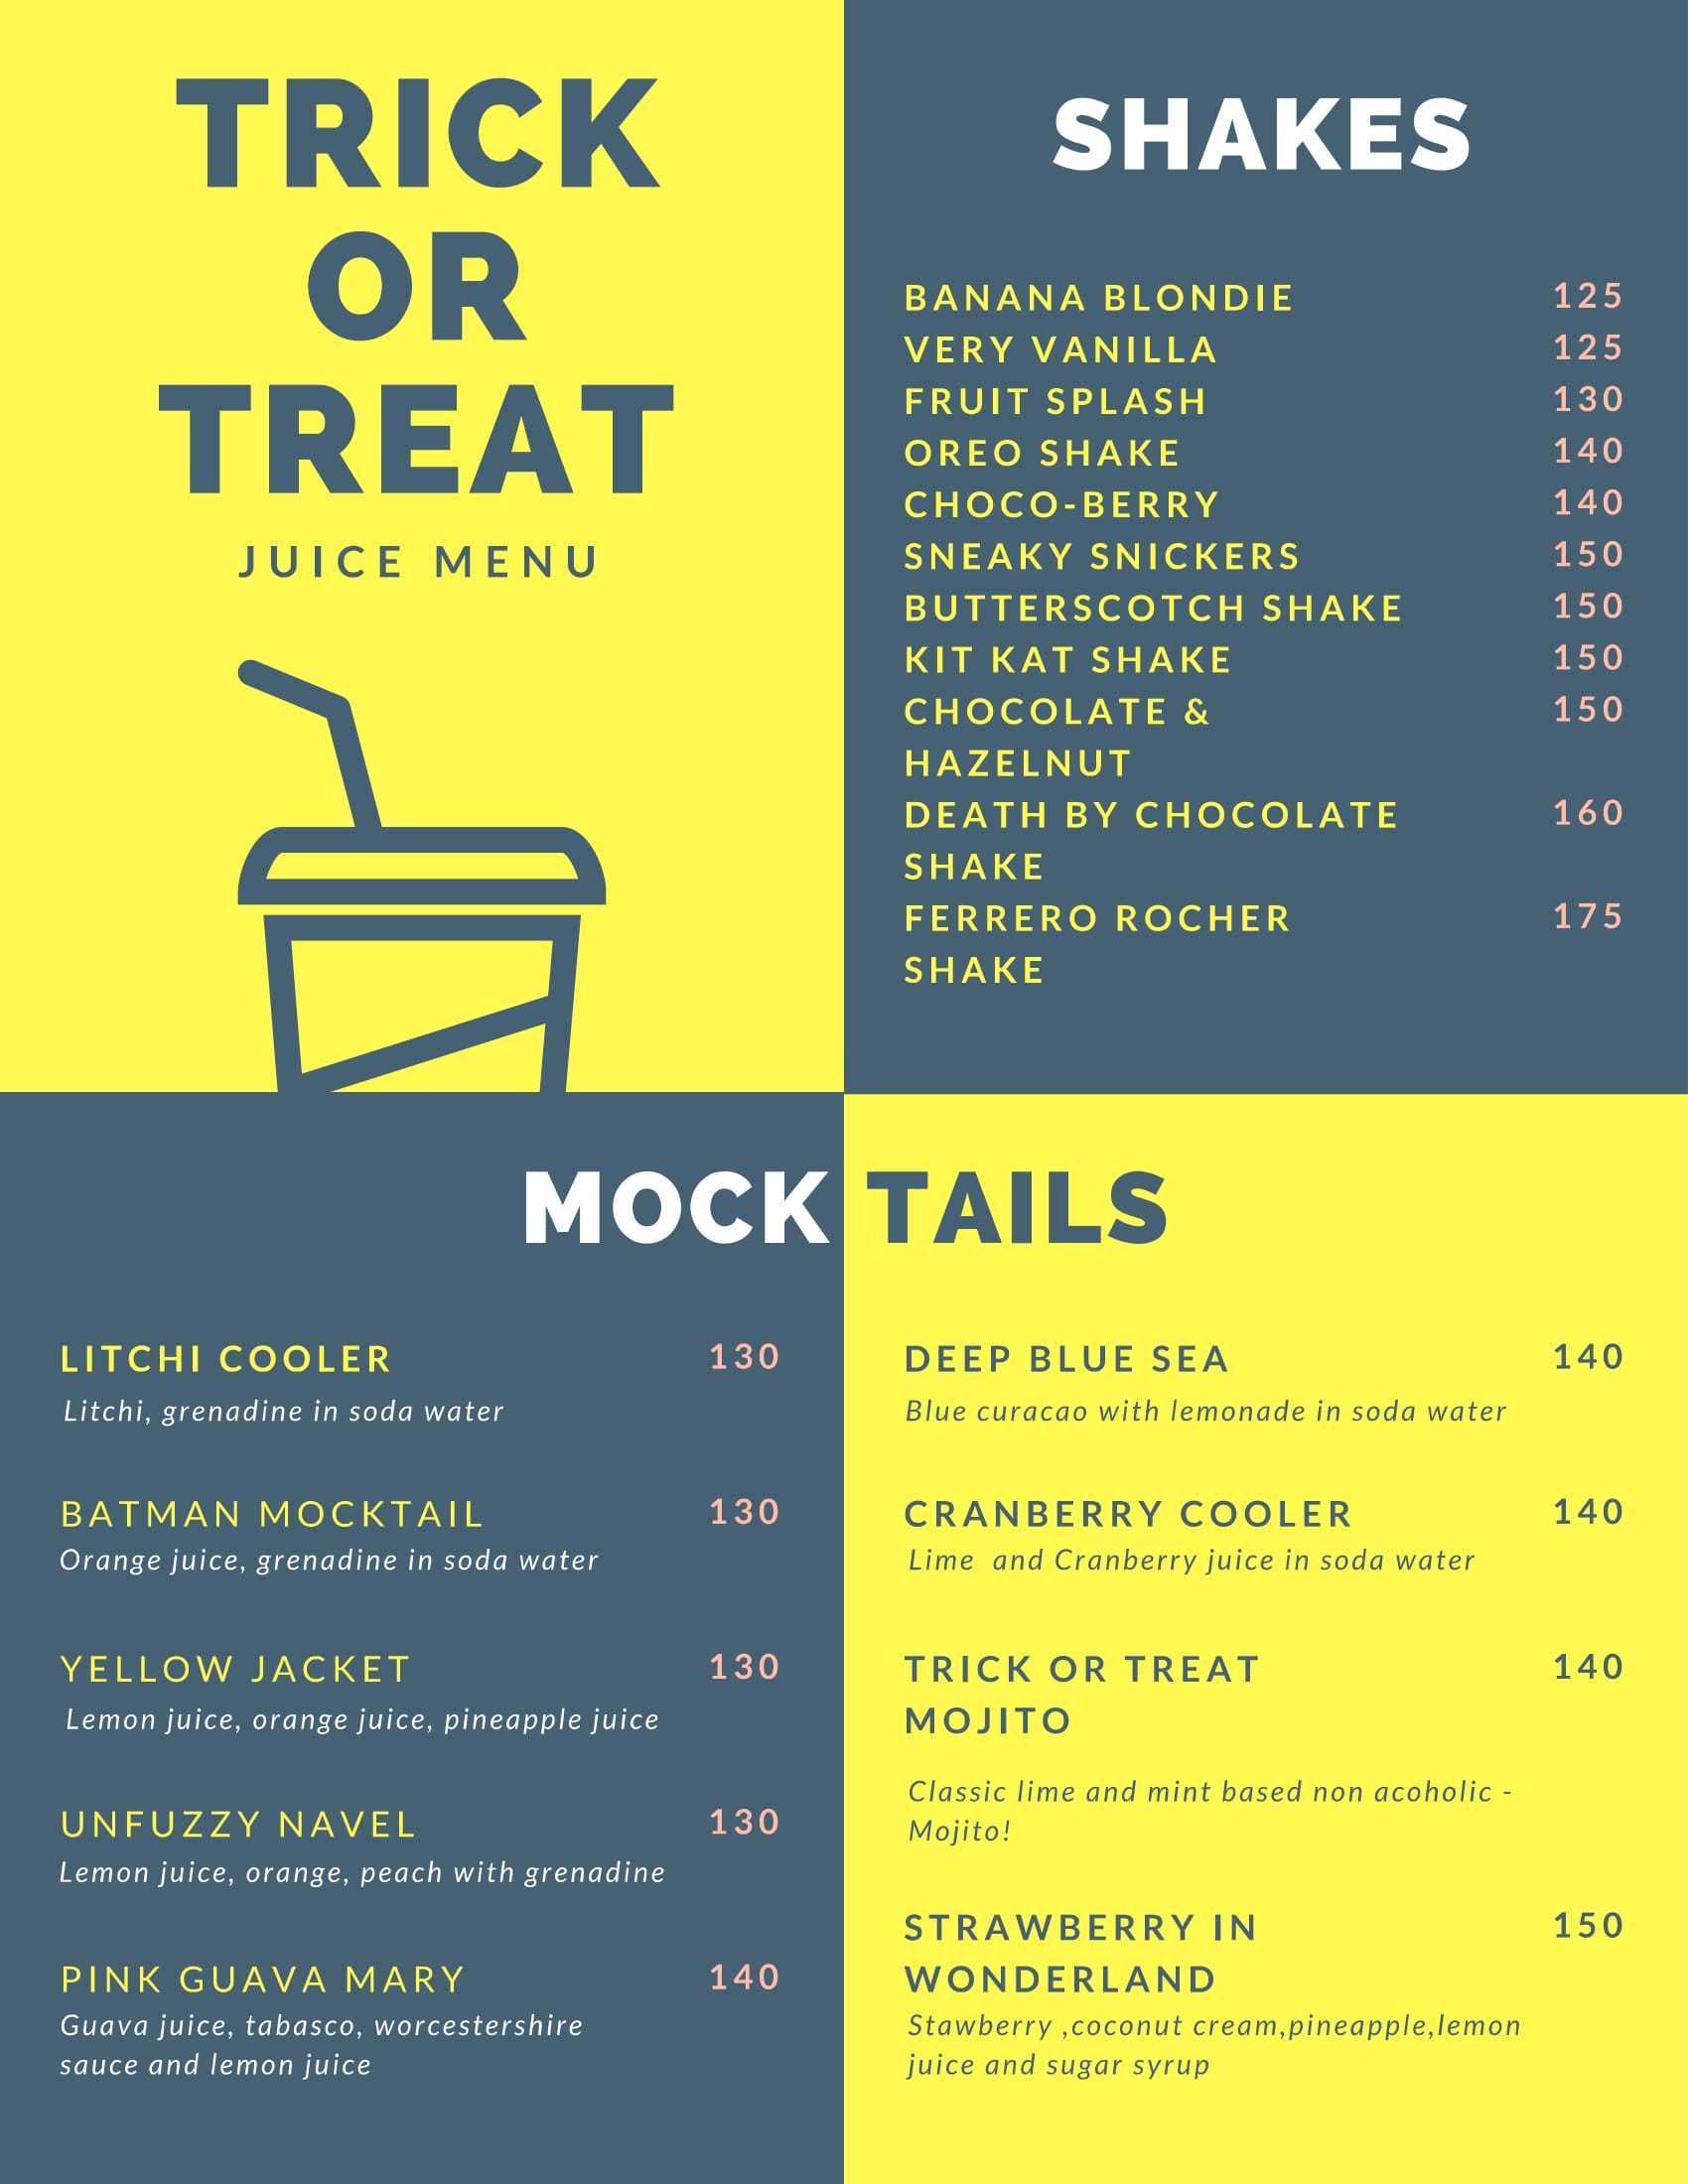 TRICK
OR
TREAT
JUICE MENU
SHAKES
BANANA BLONDIE 125
VERY VANILLA 125
FRUIT SPLASH 130
OREO SHAKE 140
CHOCO-BERRY 140
SNEAKY SNICKERS 150
BUTTERSCOTCH SHAKE 150
KIT KAT SHAKE 150
CHOCOLATE & 150
HAZELNUT
DEATH BY CHOCOLATE 160
SHAKE
FERRERO ROCHER 175
SHAKE
MOCK TAILS
LITCHI COOLER 130
Litchi, grenadine in soda water
BATMAN MOCKTAIL 130
Orange juice, grenadine in soda water
YELLOW JACKET 130
Lemon juice, orange juice, pineapple juice
UNFUZZY NAVEL 130
Lemon juice, orange, peach with grenadine
PINK GUAVA MARY 140
Guava juice, tabasco, worcestershire
sauce and lemon juice
DEEP BLUE SEA 140
Blue curacao with lemonade in soda water
CRANBERRY COOLER 140
Lime  and Cranberry juice in soda water
TRICK OR TREAT 140
MOJITO
Classic lime and mint based non acoholic -
Mojito!
STRAWBERRY IN 150
WONDERLAND
Stawberry ,coconut cream,pineapple,lemon
juice and sugar syrup